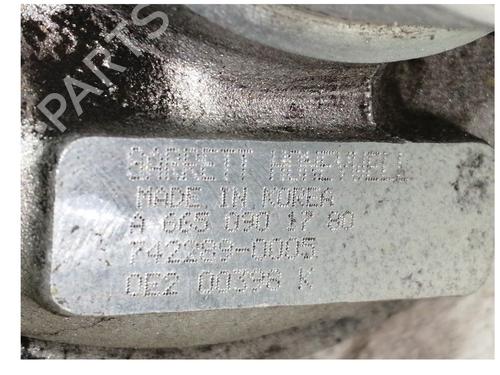 PARTS
GARRETT HONEYWELL
MADE IN KOREA
A 665 090 17 80
742289-0005
0E2 00396 K